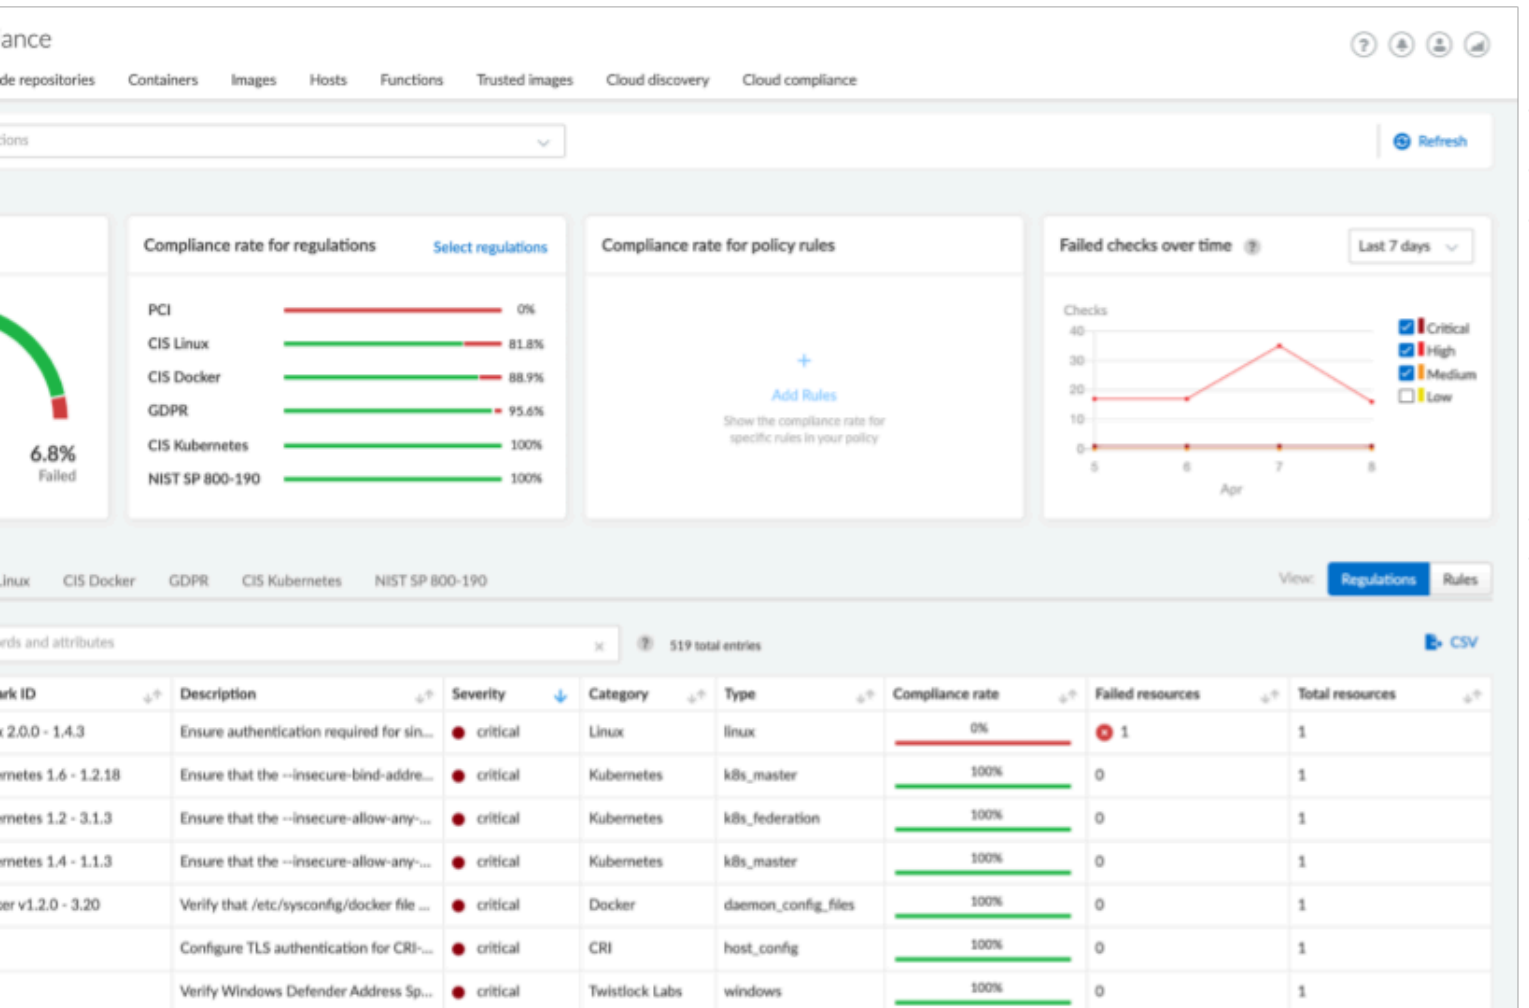 ance
de repositories Containers Images Hosts Functions Trusted images Cloud discovery Cloud compliance
tions
Refresh
Compliance rate for regulations Select regulations
PCI 0%
CIS Linux 81.8%
CIS Docker 88.9%
GDPR 95.6%
CIS Kubernetes 100%
NIST SP 800-190 100%
6.8%
Failed
Compliance rate for policy rules
+
Add Rules
Show the compliance rate for
specific rules in your policy
Failed checks over time ? Last 7 days
Checks
40
30
20
10
0
5 6 7 8
Apr
Critical
High
Medium
Low
Linux CIS Docker GDPR CIS Kubernetes NIST SP 800-190 View: Regulations Rules
ords and attributes × ? 519 total entries CSV
ark ID Description Severity Category Type Compliance rate Failed resources Total resources
x 2.0.0 - 1.4.3 Ensure authentication required for sin... critical Linux linux 0% 1 1
ernetes 1.6 - 1.2.18 Ensure that the --insecure-bind-addre... critical Kubernetes k8s_master 100% 0 1
ernetes 1.2 - 3.1.3 Ensure that the --insecure-allow-any-... critical Kubernetes k8s_federation 100% 0 1
ernetes 1.4 - 1.1.3 Ensure that the --insecure-allow-any-... critical Kubernetes k8s_master 100% 0 1
ker v1.2.0 - 3.20 Verify that /etc/sysconfig/docker file ... critical Docker daemon_config_files 100% 0 1
Configure TLS authentication for CRI-... critical CRI host_config 100% 0 1
Verify Windows Defender Address Sp... critical Twistlock Labs windows 100% 0 1